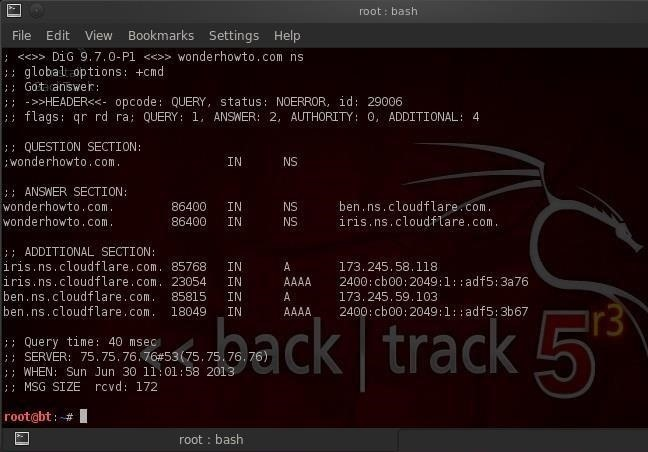 root : bash
File Edit View Bookmarks Settings Help
; <<>> DiG 9.7.0-P1 <<>> wonderhowto.com ns
;; global options: +cmd
;; Got answer:
;; ->>HEADER<<- opcode: QUERY, status: NOERROR, id: 29006
;; flags: qr rd ra; QUERY: 1, ANSWER: 2, AUTHORITY: 0, ADDITIONAL: 4
;; QUESTION SECTION:
;wonderhowto.com. IN NS
;; ANSWER SECTION:
wonderhowto.com. 86400 IN NS ben.ns.cloudflare.com.
wonderhowto.com. 86400 IN NS iris.ns.cloudflare.com.
;; ADDITIONAL SECTION:
iris.ns.cloudflare.com. 85768 IN A 173.245.58.118
iris.ns.cloudflare.com. 23054 IN AAAA 2400:cb00:2049:1::adf5:3a76
ben.ns.cloudflare.com. 85815 IN A 173.245.59.103
ben.ns.cloudflare.com. 18049 IN AAAA 2400:cb00:2049:1::adf5:3b67
;; Query time: 40 msec
;; SERVER: 75.75.76.76#53(75.75.76.76)
;; WHEN: Sun Jun 30 11:01:58 2013
;; MSG SIZE rcvd: 172
<< back | track 5 r3
root@bt:~#
root : bash